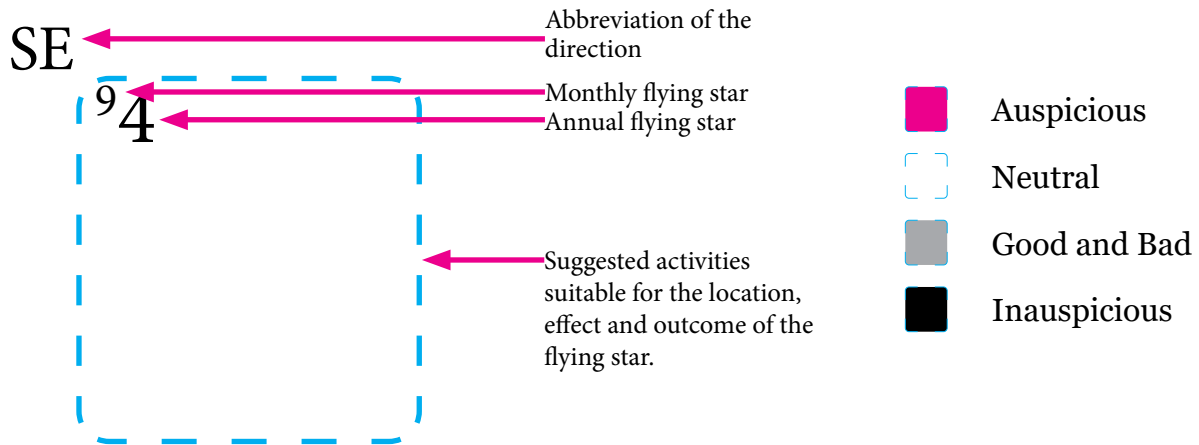 SE
Abbreviation of the
direction
9
4
Monthly flying star
Annual flying star
Suggested activities
suitable for the location,
effect and outcome of the
flying star.
Auspicious
Neutral
Good and Bad
Inauspicious